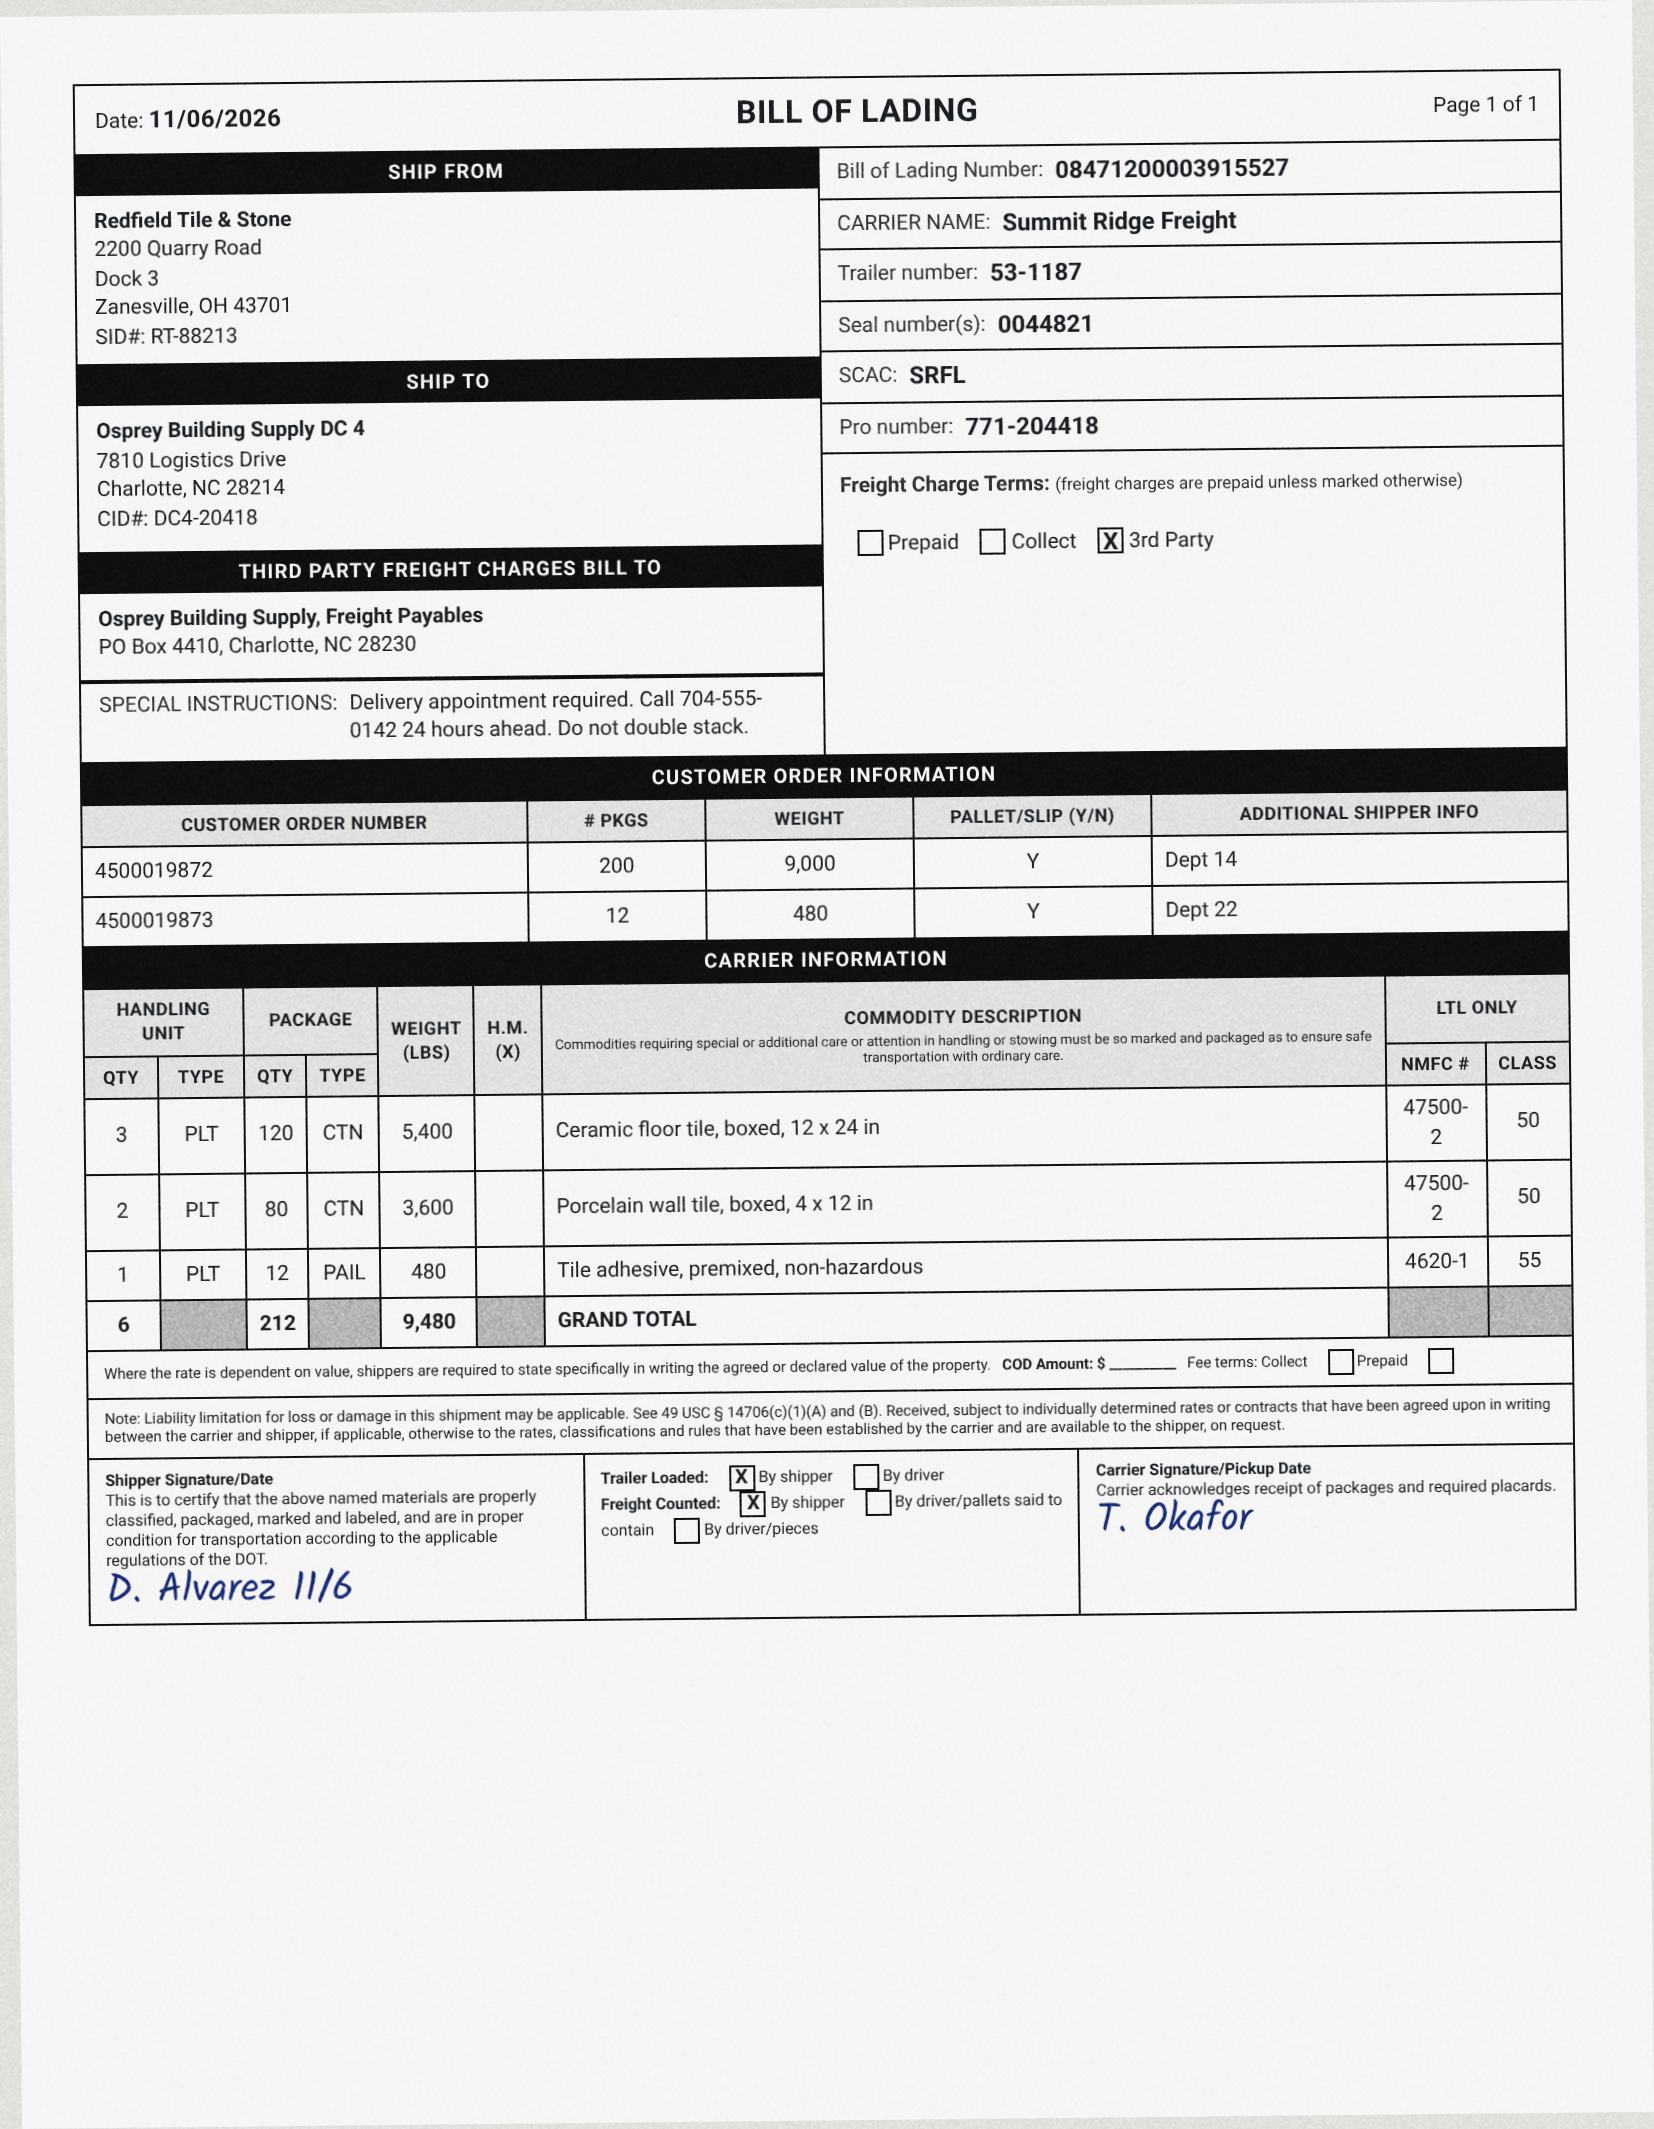 Date: 11/06/2026
BILL OF LADING
Page 1 of 1
SHIP FROM
Redfield Tile & Stone
2200 Quarry Road
Dock 3
Zanesville, OH 43701
SID#: RT-88213
SHIP TO
Osprey Building Supply DC 4
7810 Logistics Drive
Charlotte, NC 28214
CID#: DC4-20418
THIRD PARTY FREIGHT CHARGES BILL TO
Osprey Building Supply, Freight Payables
PO Box 4410, Charlotte, NC 28230
SPECIAL INSTRUCTIONS: Delivery appointment required. Call 704-555-
0142 24 hours ahead. Do not double stack.
Bill of Lading Number: 08471200003915527
CARRIER NAME: Summit Ridge Freight
Trailer number: 53-1187
Seal number(s): 0044821
SCAC: SRFL
Pro number: 771-204418
Freight Charge Terms: (freight charges are prepaid unless marked otherwise)
Prepaid Collect X 3rd Party
CUSTOMER ORDER INFORMATION
CUSTOMER ORDER NUMBER # PKGS WEIGHT PALLET/SLIP (Y/N) ADDITIONAL SHIPPER INFO
4500019872 200 9,000 Y Dept 14
4500019873 12 480 Y Dept 22
CARRIER INFORMATION
HANDLING
UNIT
PACKAGE
WEIGHT
(LBS)
H.M.
(X)
COMMODITY DESCRIPTION
Commodities requiring special or additional care or attention in handling or stowing must be so marked and packaged as to ensure safe
transportation with ordinary care.
LTL ONLY
QTY TYPE QTY TYPE NMFC # CLASS
3 PLT 120 CTN 5,400 Ceramic floor tile, boxed, 12 x 24 in 47500-
2 50
2 PLT 80 CTN 3,600 Porcelain wall tile, boxed, 4 x 12 in 47500-
2 50
1 PLT 12 PAIL 480 Tile adhesive, premixed, non-hazardous 4620-1 55
6 212 9,480 GRAND TOTAL
Where the rate is dependent on value, shippers are required to state specifically in writing the agreed or declared value of the property. COD Amount: $ ________ Fee terms: Collect Prepaid
Note: Liability limitation for loss or damage in this shipment may be applicable. See 49 USC § 14706(c)(1)(A) and (B). Received, subject to individually determined rates or contracts that have been agreed upon in writing
between the carrier and shipper, if applicable, otherwise to the rates, classifications and rules that have been established by the carrier and are available to the shipper, on request.
Shipper Signature/Date
This is to certify that the above named materials are properly
classified, packaged, marked and labeled, and are in proper
condition for transportation according to the applicable
regulations of the DOT.
D. Alvarez 11/6
Trailer Loaded: X By shipper By driver
Freight Counted: X By shipper By driver/pallets said to
contain By driver/pieces
Carrier Signature/Pickup Date
Carrier acknowledges receipt of packages and required placards.
T. Okafor